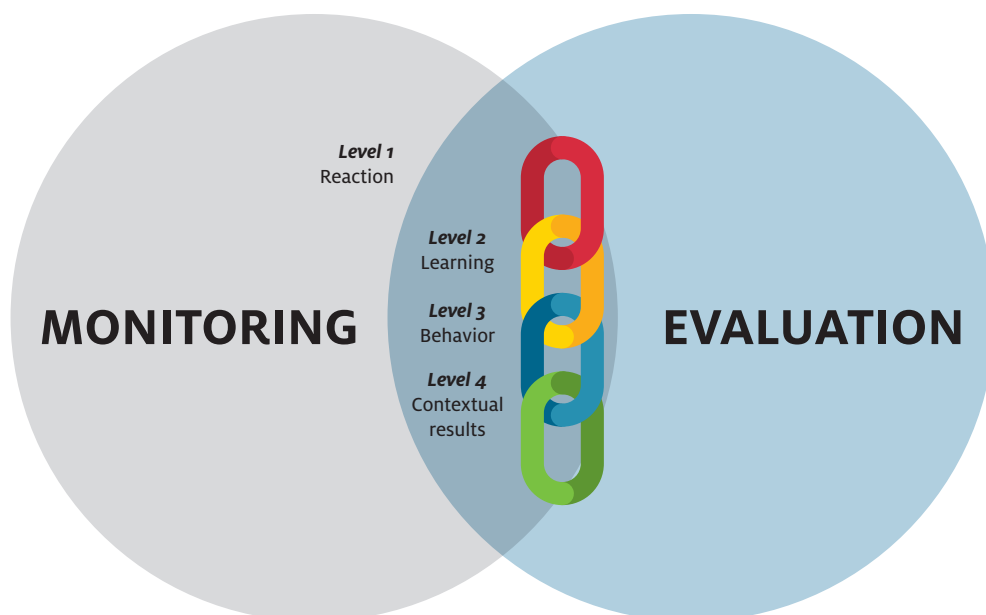 Level 1
Reaction
Level 2
Learning
MONITORING
Level 3
Behavior
EVALUATION
Level 4
Contextual
results